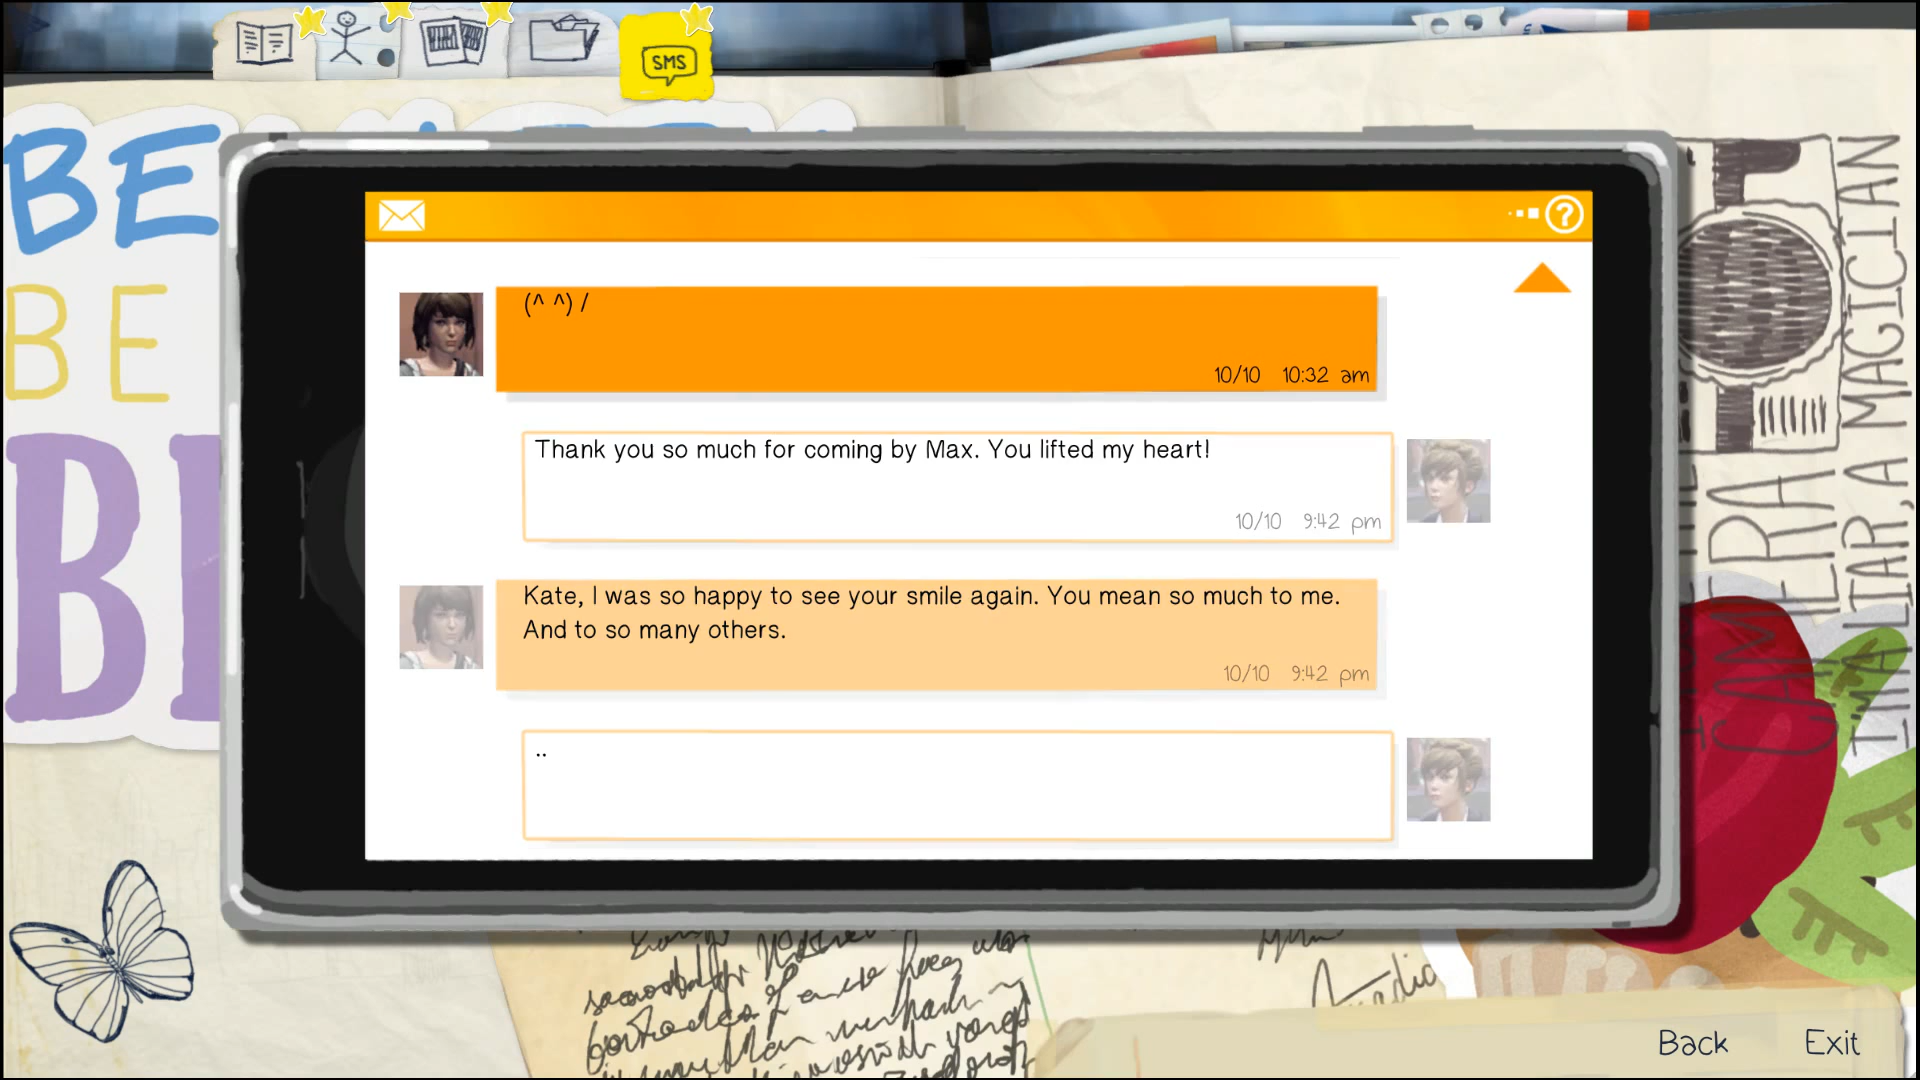 SMS
BE
BE
B
?
(^ ^) /
10/10 10:32 am
Thank you so much for coming by Max. You lifted my heart!
10/10 9:42 pm
Kate, I was so happy to see your smile again. You mean so much to me.
And to so many others.
10/10 9:42 pm
..
CAMERA
LIAR, A MAGICIAN
Back
Exit